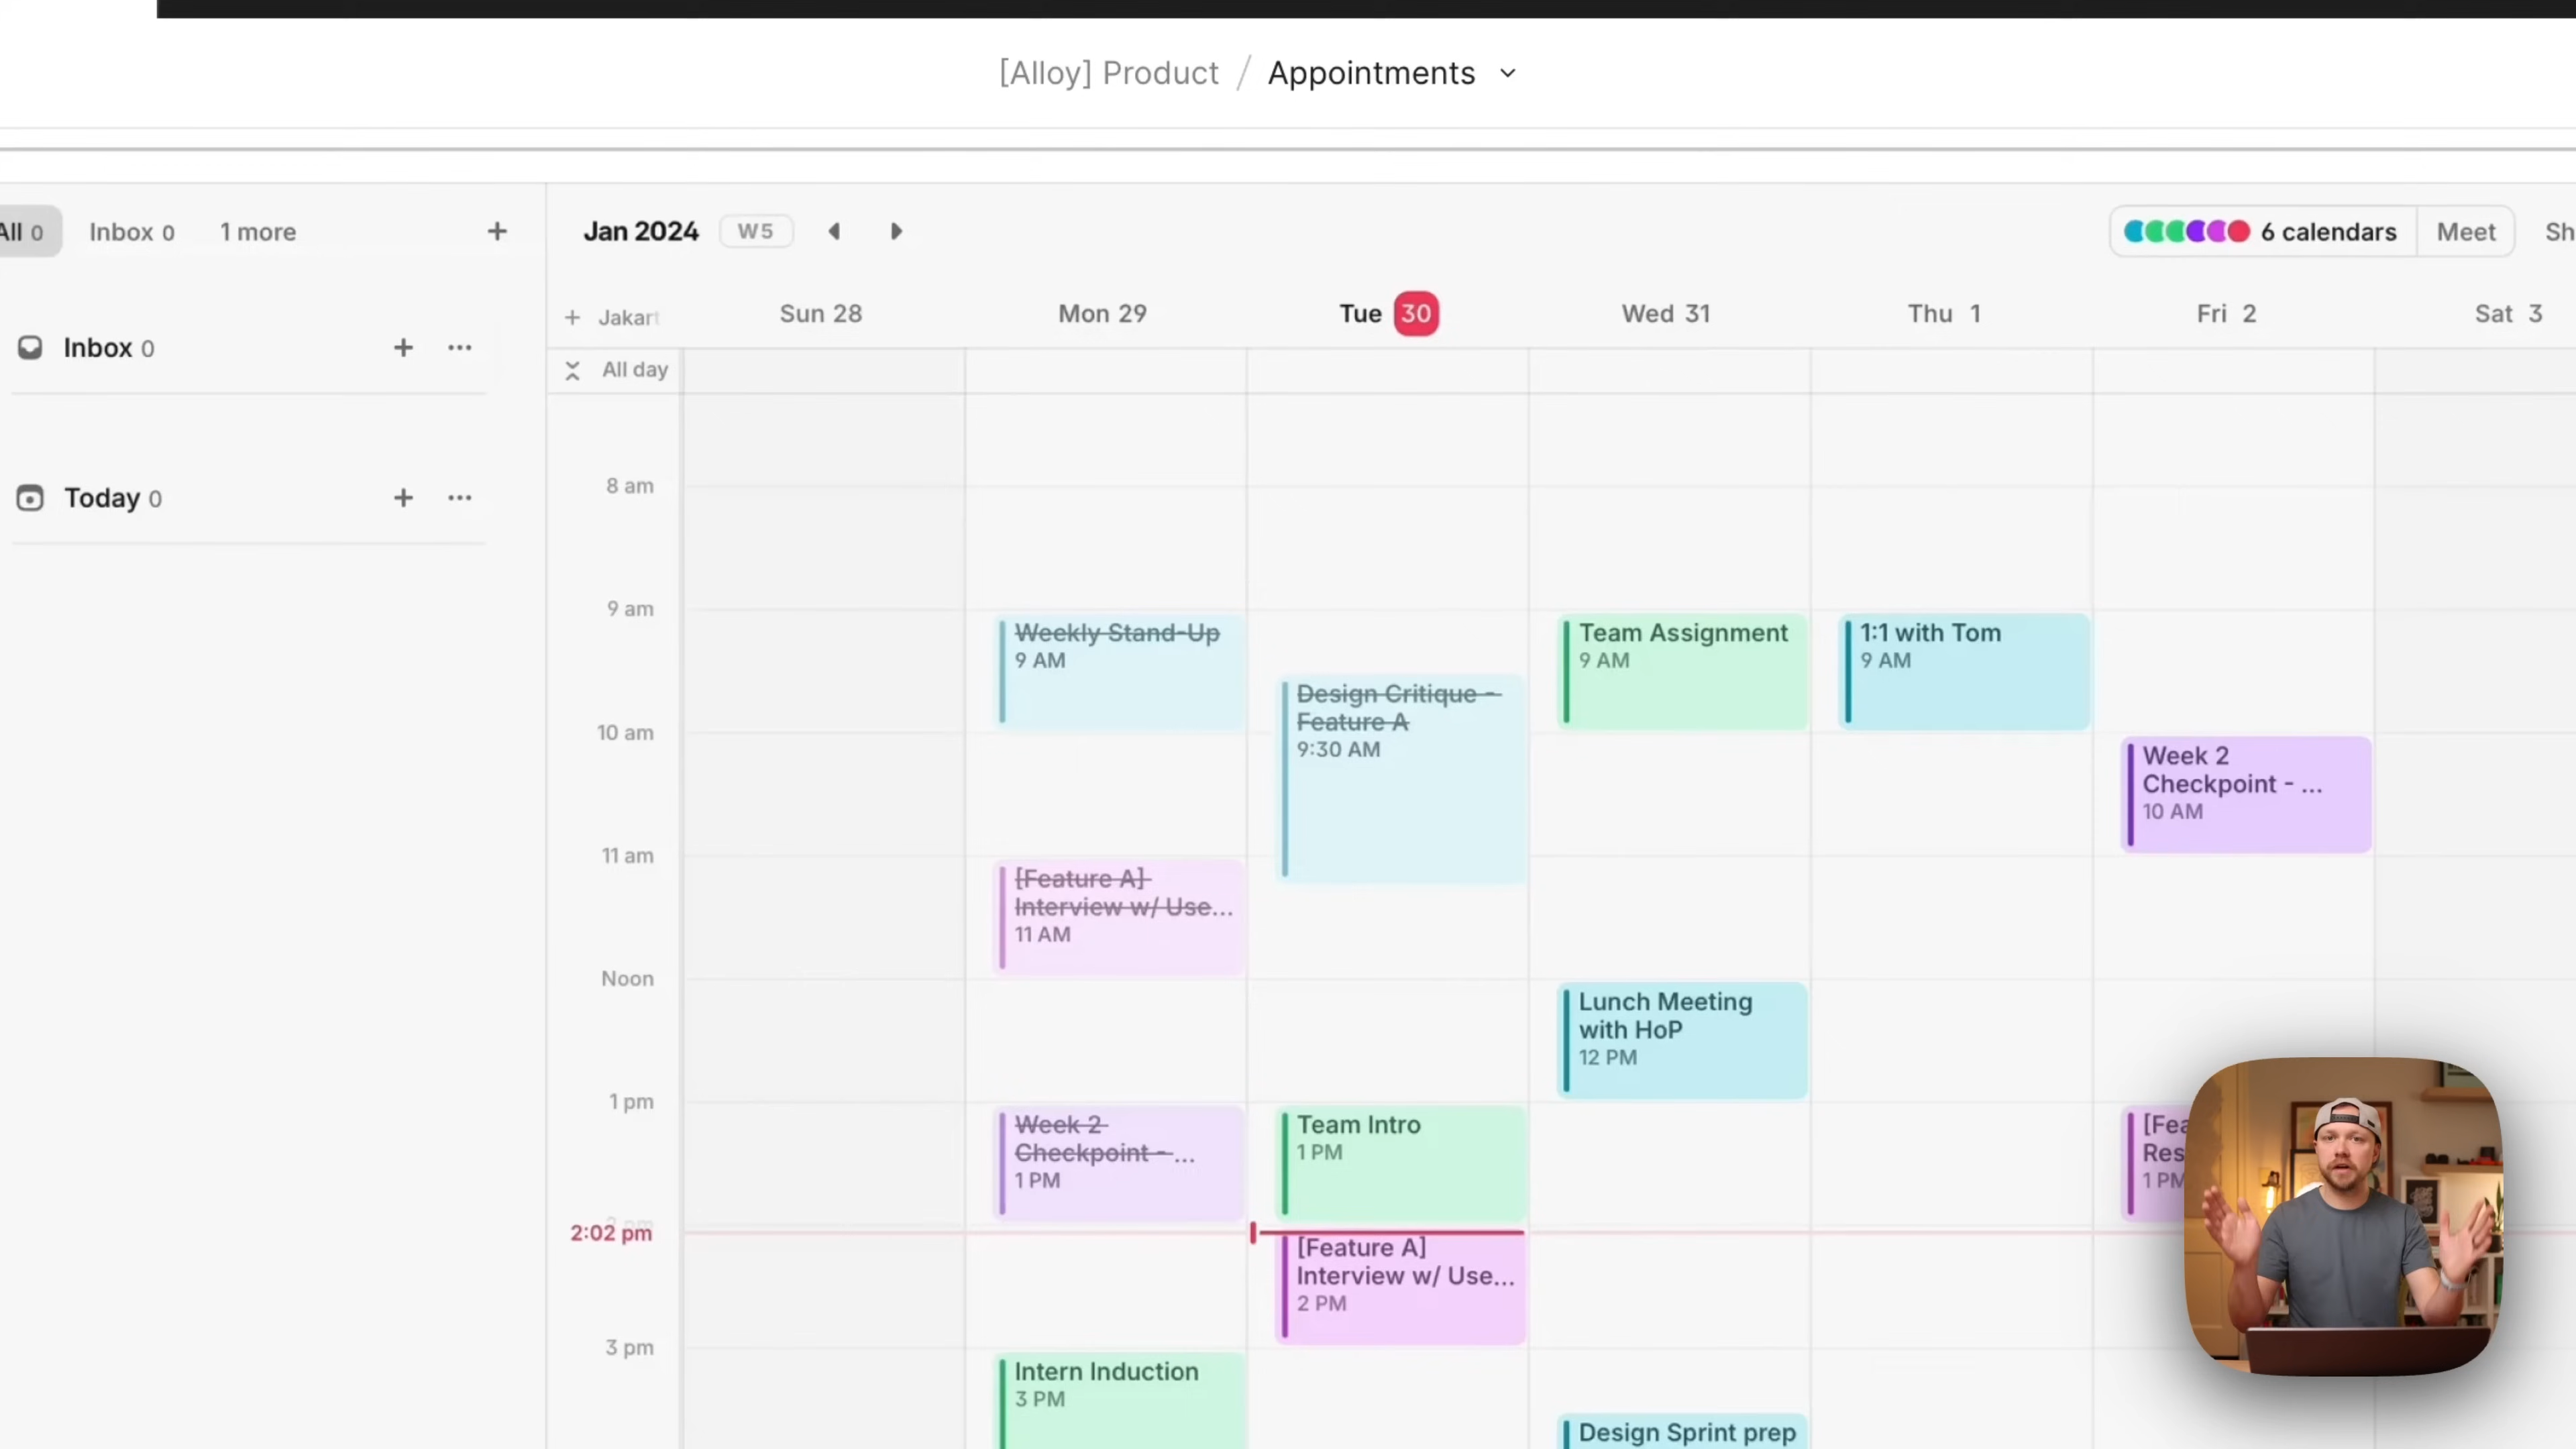 [Alloy] Product / Appointments
All 0 Inbox 0 1 more +
Inbox 0 + ...
Today 0 + ...
Jan 2024 W5
6 calendars Meet
+ Jakart
Sun 28 Mon 29 Tue 30 Wed 31 Thu 1 Fri 2 Sat 3
All day
8 am
9 am
10 am
11 am
Noon
1 pm
2:02 pm
3 pm
Weekly Stand-Up
9 AM
[Feature A]
Interview w/ Use...
11 AM
Week 2
Checkpoint - ...
1 PM
Intern Induction
3 PM
Design Critique -
Feature A
9:30 AM
Team Intro
1 PM
[Feature A]
Interview w/ Use...
2 PM
Team Assignment
9 AM
Lunch Meeting
with HoP
12 PM
Design Sprint prep
1:1 with Tom
9 AM
Week 2
Checkpoint - ...
10 AM
[Fea
Res
1 PM